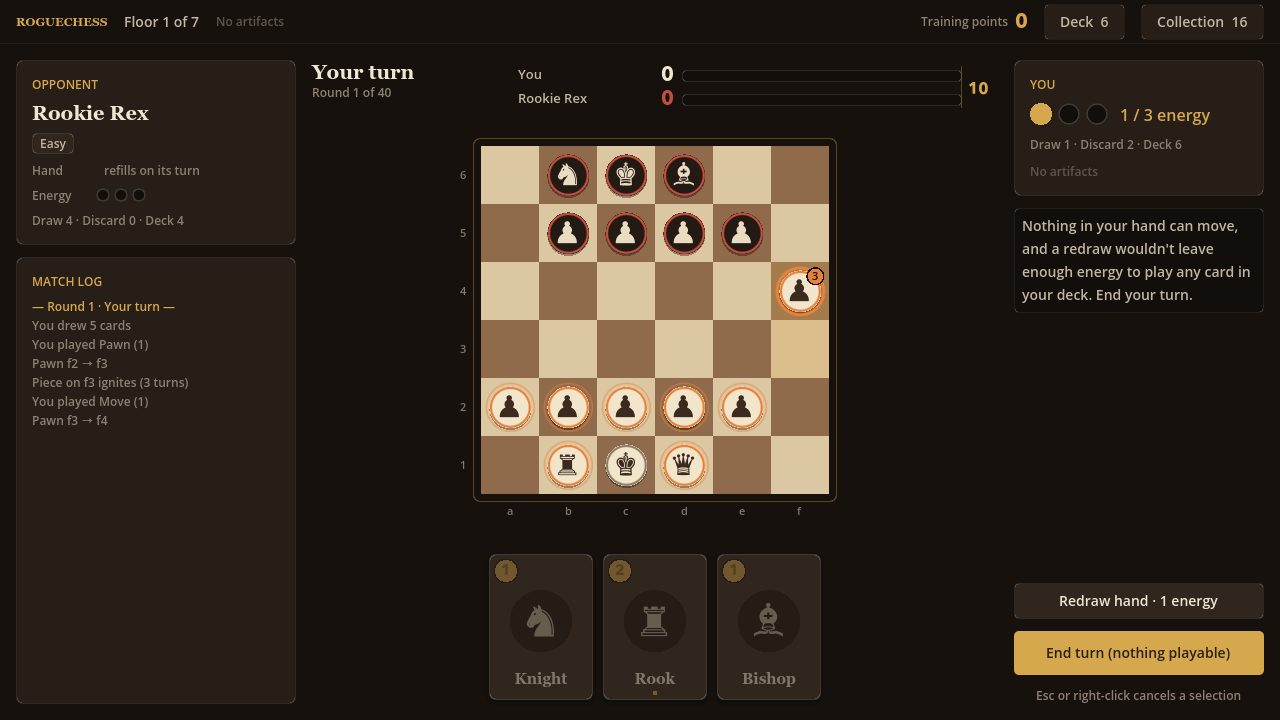 ROGUECHESS Floor 1 of 7 No artifacts Training points 0 Deck 6 Collection 16
OPPONENT
Rookie Rex
Easy
Hand refills on its turn
Energy
Draw 4 · Discard 0 · Deck 4
MATCH LOG
— Round 1 · Your turn —
You drew 5 cards
You played Pawn (1)
Pawn f2 → f3
Piece on f3 ignites (3 turns)
You played Move (1)
Pawn f3 → f4
Your turn
Round 1 of 40
You 0
Rookie Rex 0
10
6
5
4
3
3
2
1
a b c d e f
1
Knight
2
Rook
1
Bishop
YOU
1 / 3 energy
Draw 1 · Discard 2 · Deck 6
No artifacts
Nothing in your hand can move,
and a redraw wouldn't leave
enough energy to play any card in
your deck. End your turn.
Redraw hand · 1 energy
End turn (nothing playable)
Esc or right-click cancels a selection